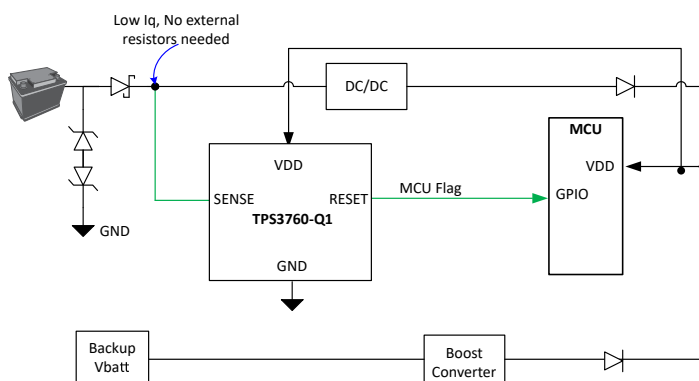 Low Iq, No external
resistors needed
DC/DC
MCU
VDD
VDD
SENSE
RESET
MCU Flag
GPIO
TPS3760-Q1
GND
GND
Backup
Vbatt
Boost
Converter